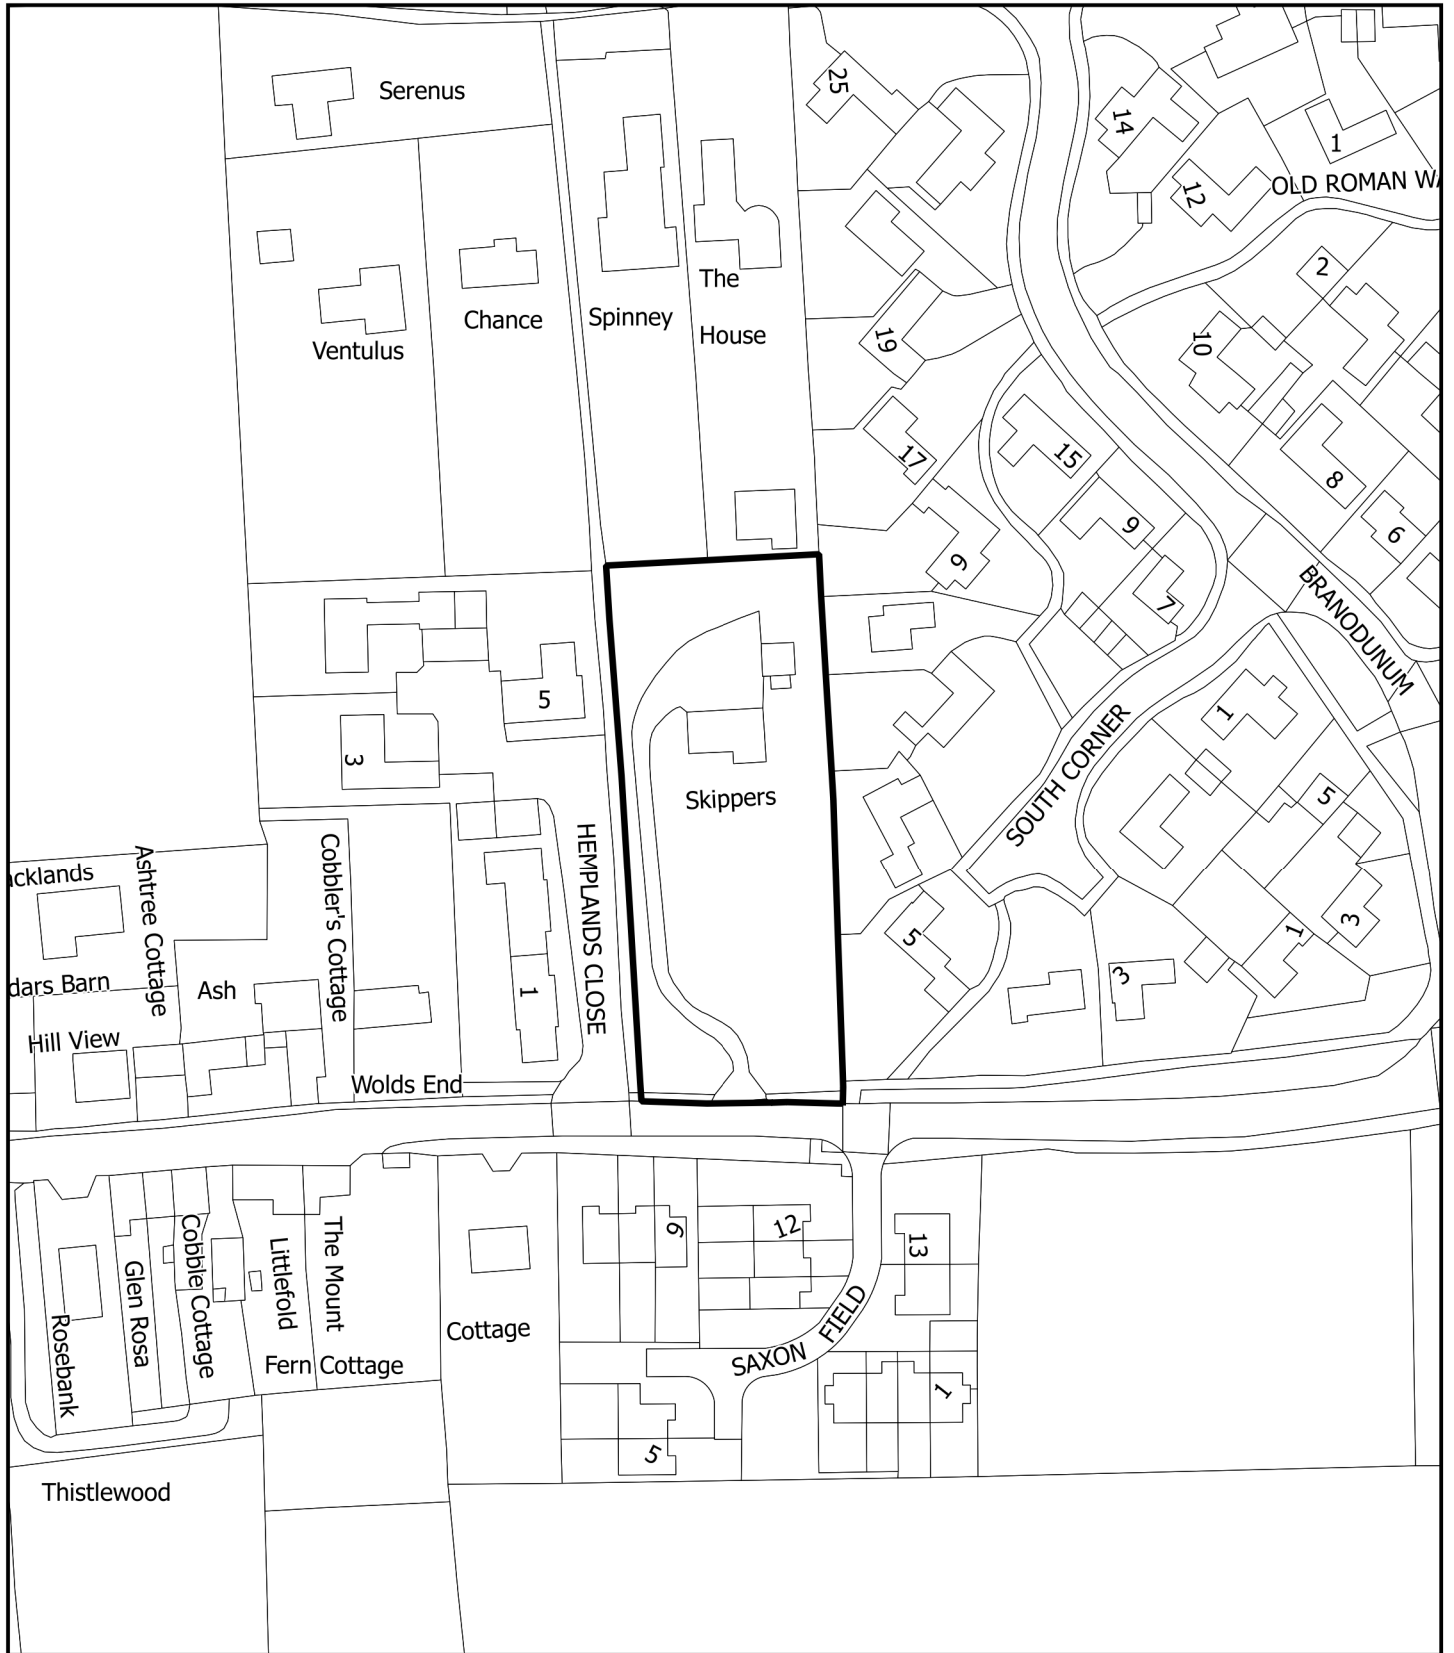 Serenus
25
14
1
12
OLD ROMAN WA
2
The
House
Spinney
Chance
Ventulus
19
10
17
15
8
9
9
6
7
BRANODUNUM
5
3
1
SOUTH CORNER
5
Skippers
HEMPLANDS CLOSE
Cobbler's Cottage
Ashtree Cottage
acklands
5
1
3
3
dars Barn
Ash
1
Hill View
Wolds End
6
12
13
Rosebank
Glen Rosa
Cobble Cottage
Littlefold
The Mount
Fern Cottage
Cottage
SAXON FIELD
1
5
Thistlewood